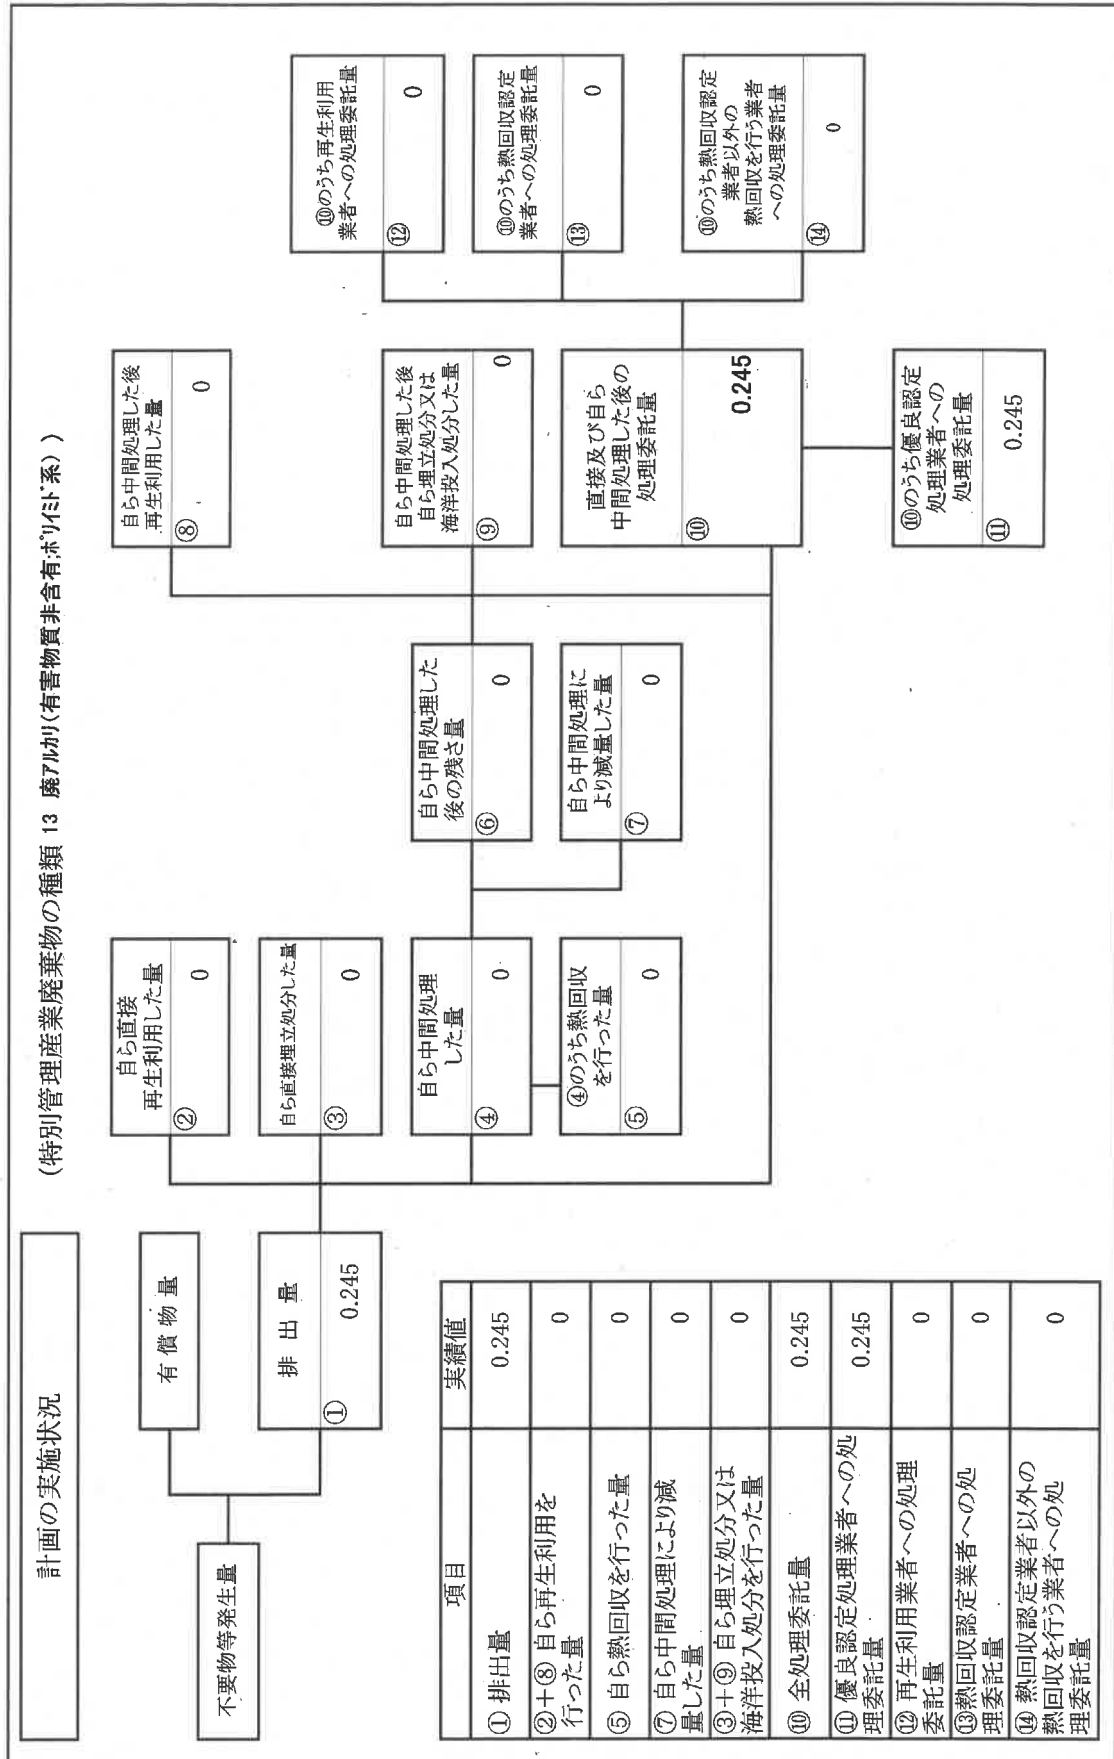 計画の実施状況
(特別管理産業廃棄物の種類 13 廃アルカリ(有害物質非含有;ポリイミド系))
不要物等発生量
有償物量
排出量
①
0.245
自ら直接
再生利用した量
②
0
自ら直接埋立処分した量
③
0
自ら中間処理
した量
④
0
④のうち熱回収
を行った量
⑤
0
自ら中間処理した
後の残さ量
⑥
0
自ら中間処理に
より減量した量
⑦
0
自ら中間処理した後
再生利用した量
⑧
0
自ら中間処理した後
自ら埋立処分又は
海洋投入処分した量
⑨
0
直接及び自ら
中間処理した後の
処理委託量
⑩
0.245
⑩のうち優良認定
処理業者への
処理委託量
⑪
0.245
⑩のうち再生利用
業者への処理委託量
⑫
0
⑩のうち熱回収認定
業者への処理委託量
⑬
0
⑩のうち熱回収認定
業者以外の
熱回収を行う業者
への処理委託量
⑭
0
項目 実績値
① 排出量 0.245
②+⑧ 自ら再生利用を
行った量 0
⑤ 自ら熱回収を行った量 0
⑦ 自ら中間処理により減
量した量 0
③+⑨ 自ら埋立処分又は
海洋投入処分を行った量 0
⑩ 全処理委託量 0.245
⑪ 優良認定処理業者への処
理委託量 0.245
⑫ 再生利用業者への処理
委託量 0
⑬熱回収認定業者への処
理委託量 0
⑭ 熱回収認定業者以外の
熱回収を行う業者への処
理委託量 0